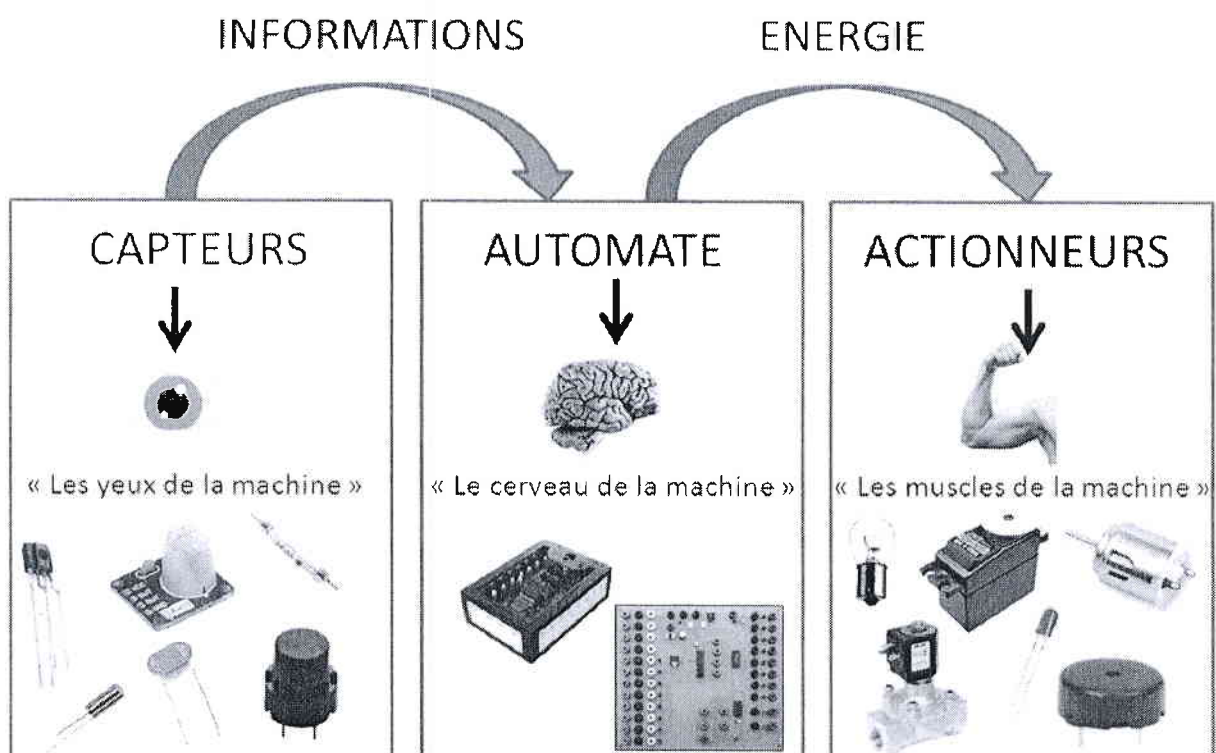 INFORMATIONS
ENERGIE
CAPTEURS
AUTOMATE
ACTIONNEURS
« Les yeux de la machine »
« Le cerveau de la machine »
« Les muscles de la machine »